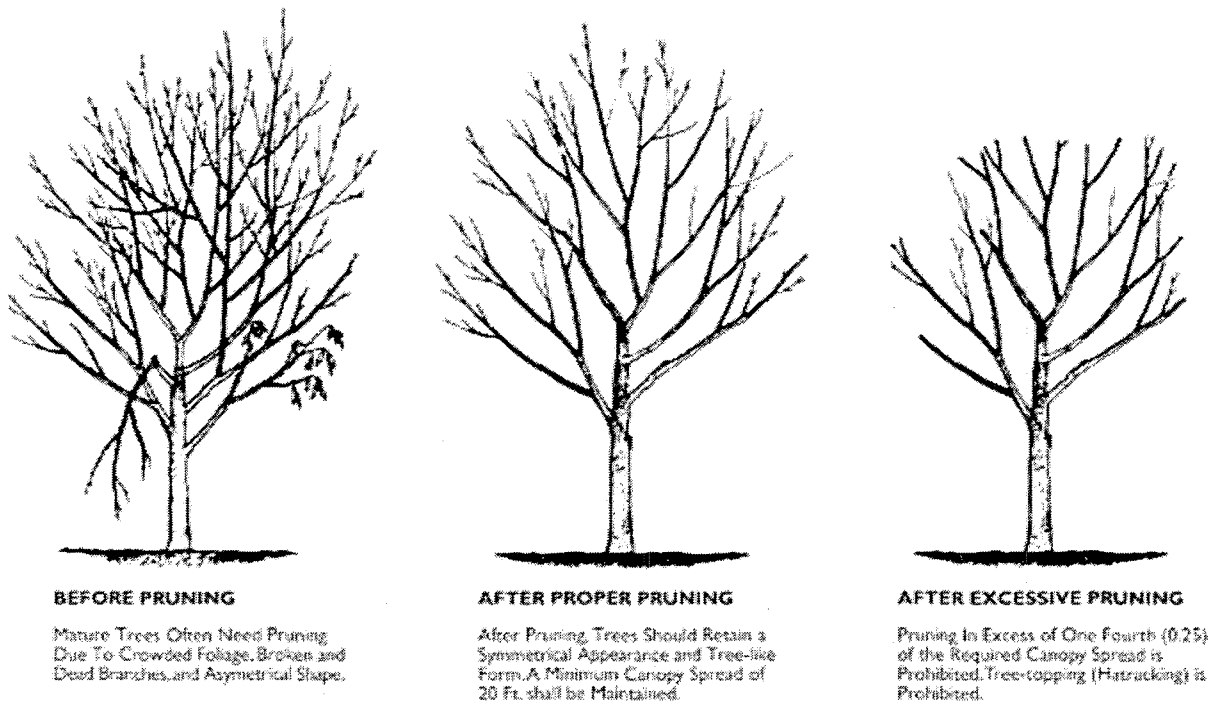 BEFORE PRUNING
Mature Trees Often Need Pruning
Due To Crowded Foliage, Broken and
Dead Branches, and Asymetrical Shape.
AFTER PROPER PRUNING
After Pruning, Trees Should Retain a
Symmetrical Appearance and Tree-like
Form. A Minimum Canopy Spread of
20 Ft. shall be Maintained.
AFTER EXCESSIVE PRUNING
Pruning In Excess of One Fourth (0.25)
of the Required Canopy Spread is
Prohibited. Tree-topping (Hatracking) is
Prohibited.